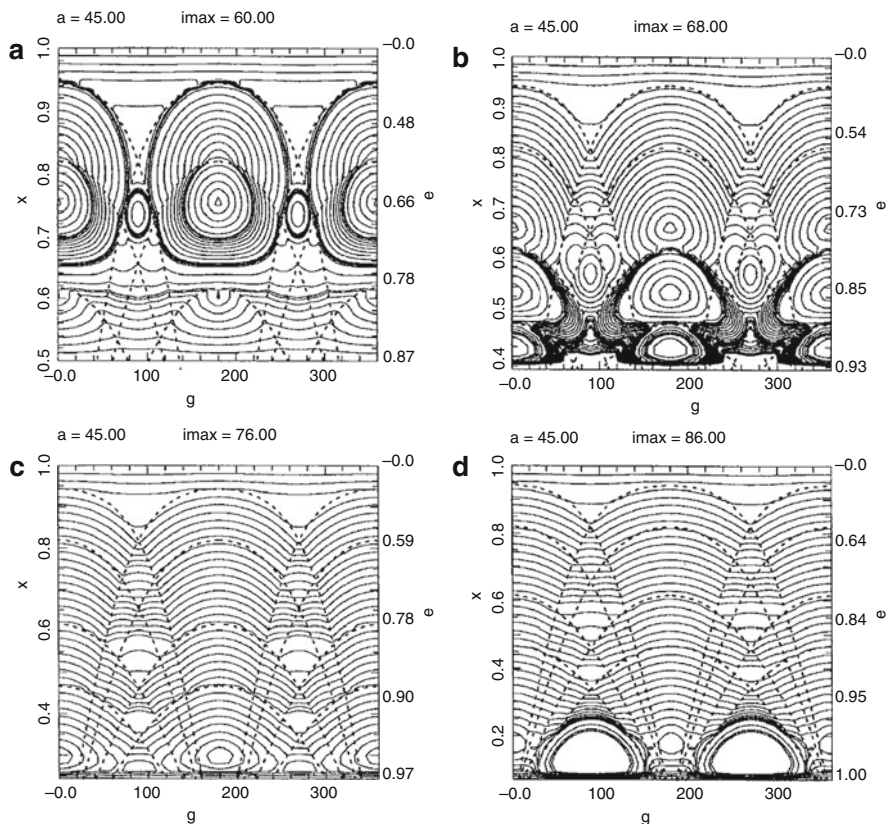 a = 45.00 imax = 60.00
a
1.0
0.9
0.8
0.7
0.6
0.5
x
–0.0
0.48
0.66
0.78
0.87
e
–0.0 100 200 300
g
a = 45.00 imax = 68.00
b
1.0
0.9
0.8
0.7
0.6
0.5
0.4
x
–0.0
0.54
0.73
0.85
0.93
e
–0.0 100 200 300
g
a = 45.00 imax = 76.00
c
1.0
0.8
0.6
0.4
x
–0.0
0.59
0.78
0.90
0.97
e
–0.0 100 200 300
g
a = 45.00 imax = 86.00
d
1.0
0.8
0.6
0.4
0.2
x
–0.0
0.64
0.84
0.95
1.00
e
–0.0 100 200 300
g